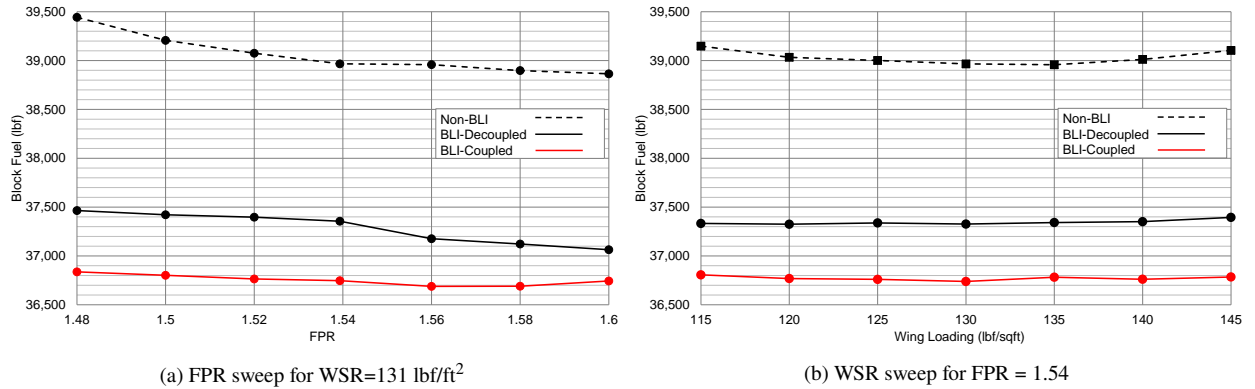 39,500
39,000
38,500
38,000
37,500
37,000
36,500
Block Fuel (lbf)
Non-BLI
BLI-Decoupled
BLI-Coupled
1.48 1.5 1.52 1.54 1.56 1.58 1.6
FPR
(a) FPR sweep for WSR=131 lbf/ft²
39,500
39,000
38,500
38,000
37,500
37,000
36,500
Block Fuel (lbf)
Non-BLI
BLI-Decoupled
BLI-Coupled
115 120 125 130 135 140 145
Wing Loading (lbf/sqft)
(b) WSR sweep for FPR = 1.54